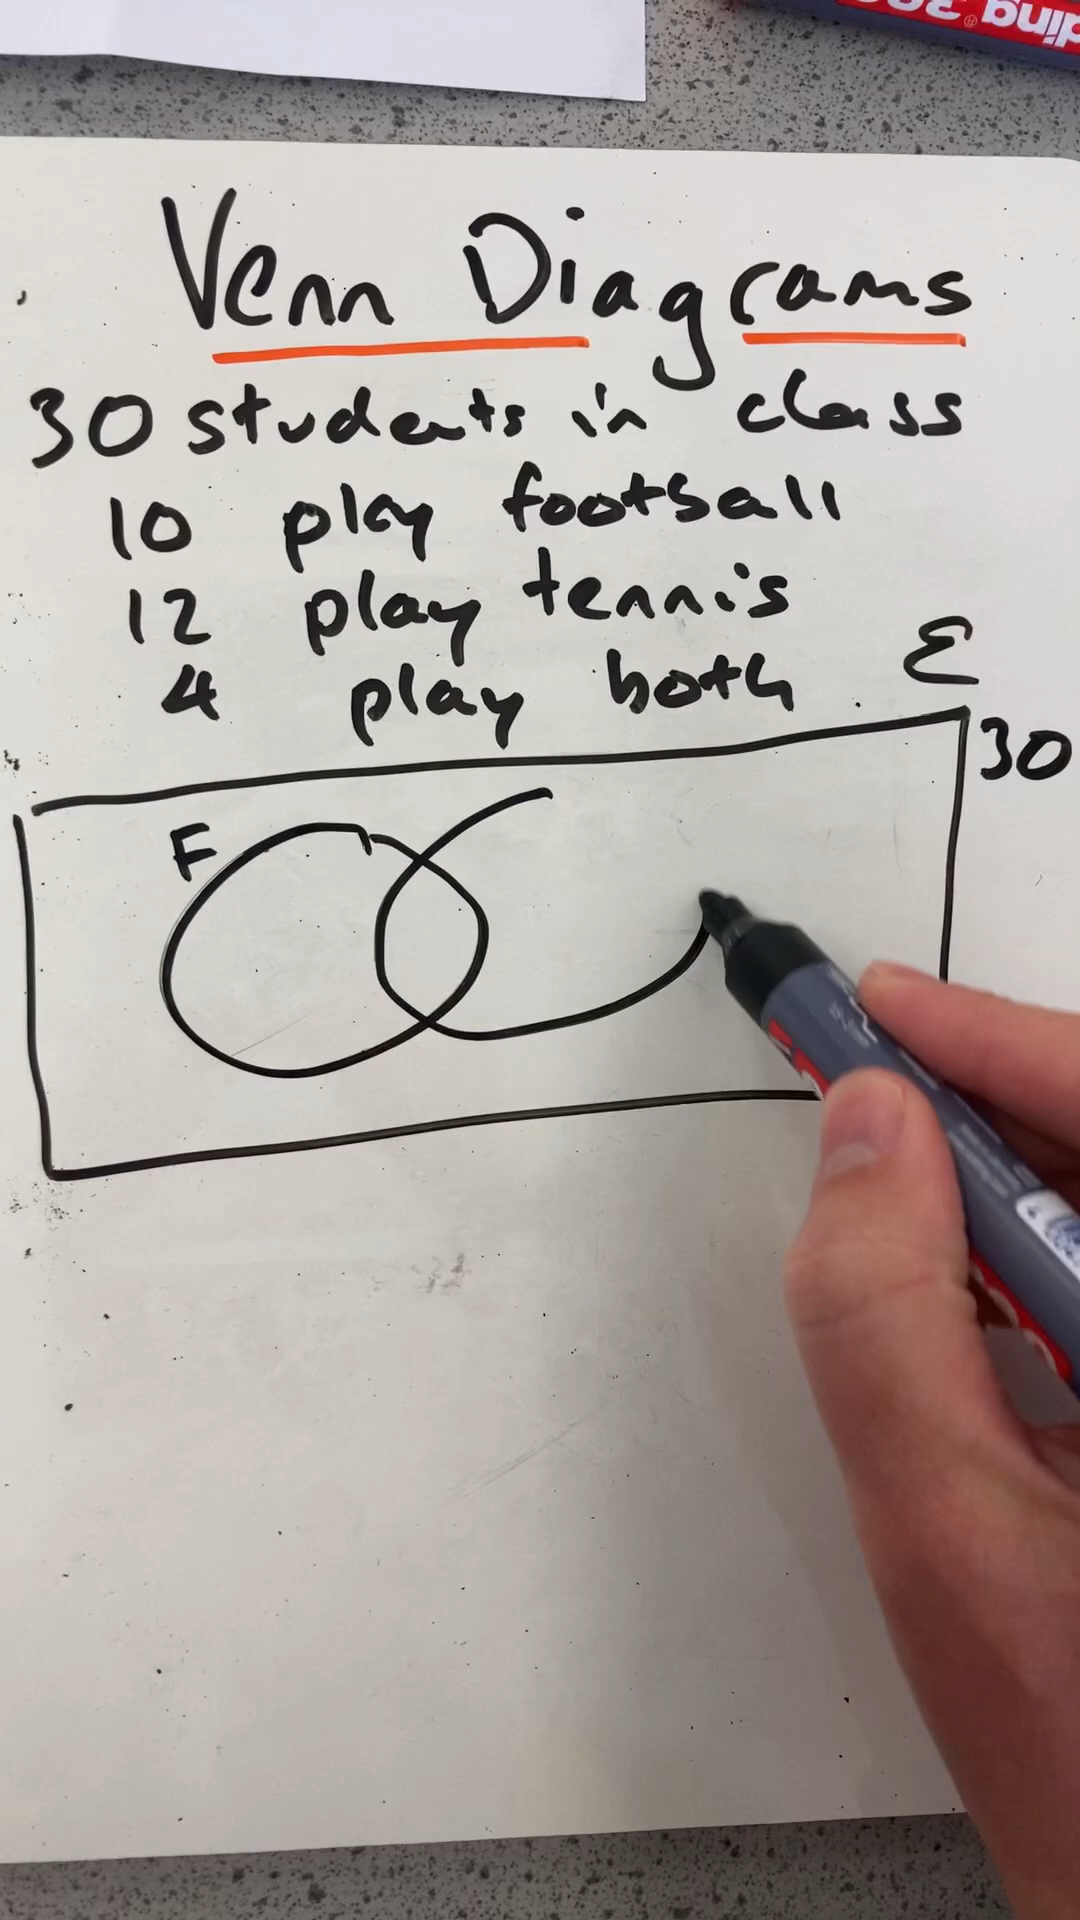 Venn Diagrams
30 students in class
10 play football
12 play tennis
4 play both
ε
30
F